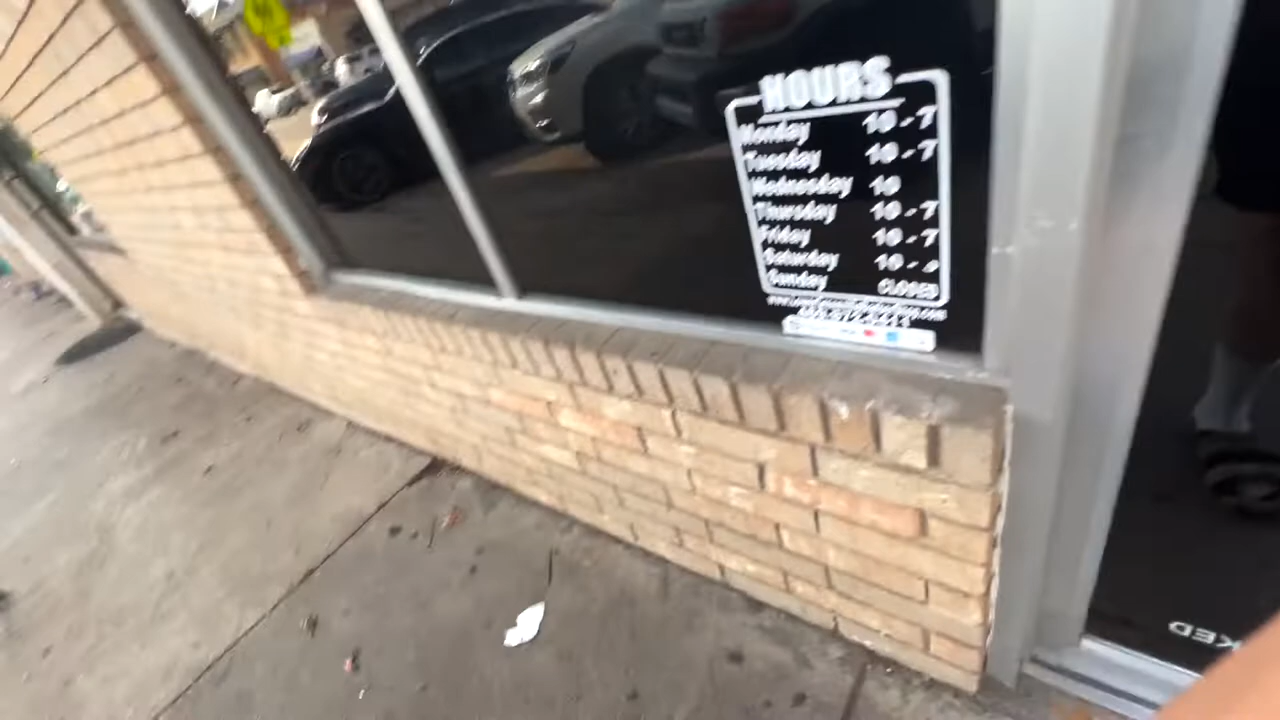 HOURS
Monday 10-7
Tuesday 10-7
Wednesday 10
Thursday 10-7
Friday 10-7
Saturday 10-
Sunday CLOSED
KED